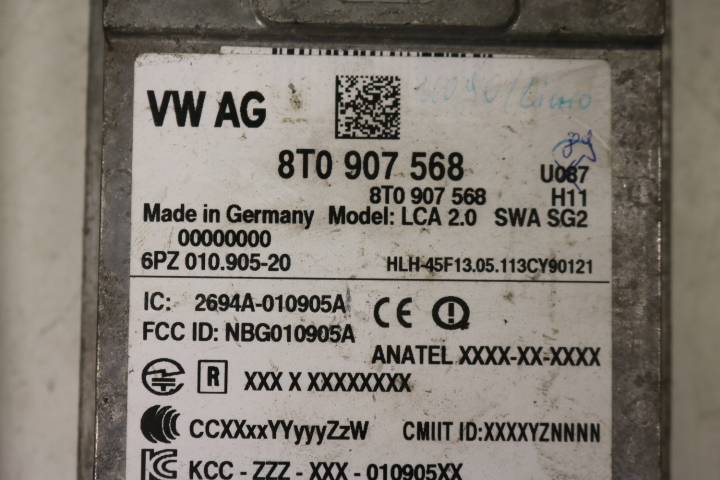 VW AG
8T0 907 568 U087
8T0 907 568 H11
Made in Germany Model: LCA 2.0 SWA SG2
00000000
6PZ 010.905-20 HLH-45F13.05.113CY90121
IC: 2694A-010905A
FCC ID: NBG010905A
ANATEL XXXX-XX-XXXX
R XXX X XXXXXXXX
CCXXxxYYyyyZzW CMIIT ID:XXXXYZNNNN
KCC - ZZZ - XXX - 010905XX